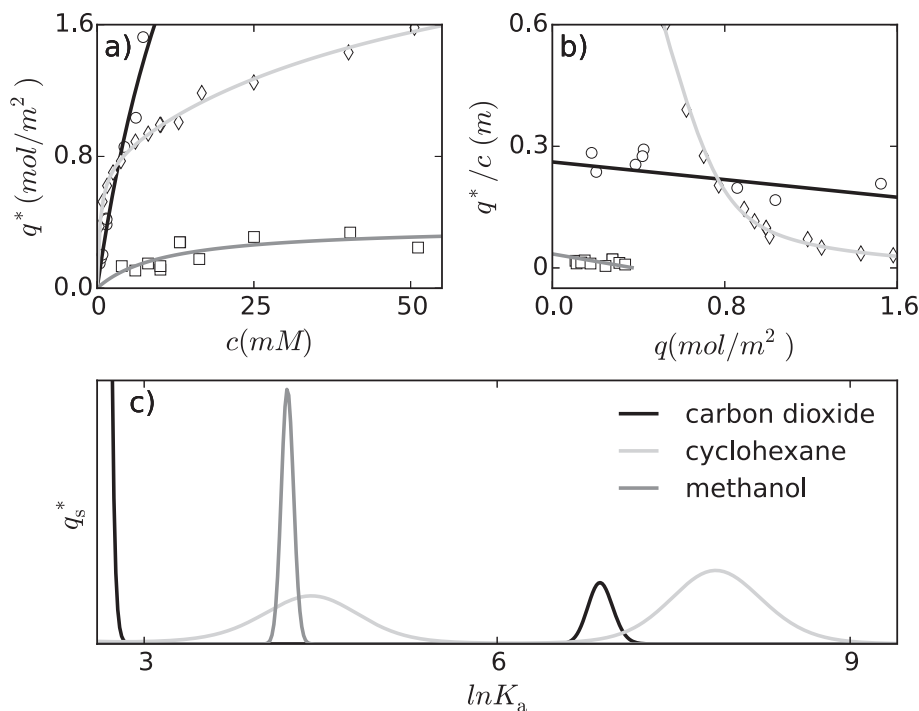 a)
1.6
0.8
0.0
q* (mol/m²)
0
25
50
c(mM)
b)
0.6
0.3
0
q*/c (m)
0.0
0.8
1.6
q(mol/m²)
c)
carbon dioxide
cyclohexane
methanol
qₛ*
3
6
9
lnKₐ